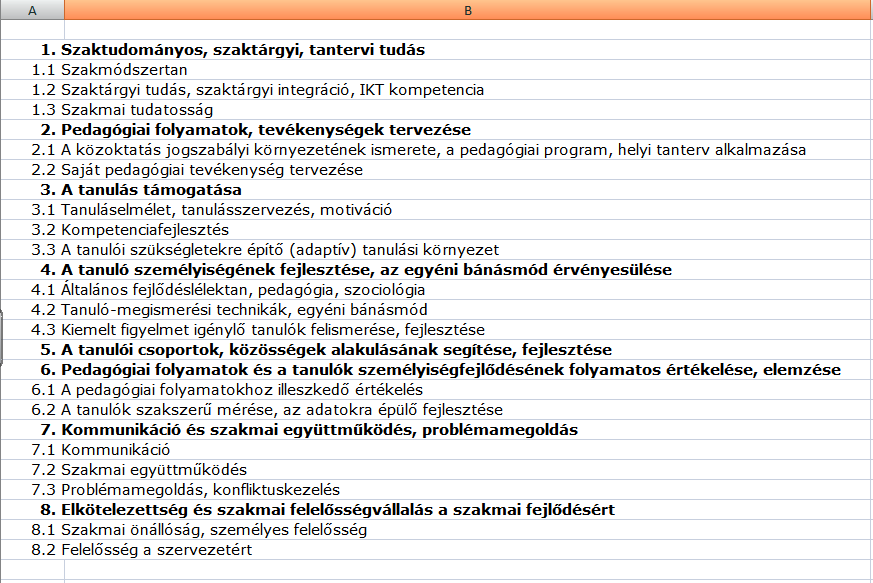 A B
1. Szaktudományos, szaktárgyi, tantervi tudás
1.1 Szakmódszertan
1.2 Szaktárgyi tudás, szaktárgyi integráció, IKT kompetencia
1.3 Szakmai tudatosság
2. Pedagógiai folyamatok, tevékenységek tervezése
2.1 A közoktatás jogszabályi környezetének ismerete, a pedagógiai program, helyi tanterv alkalmazása
2.2 Saját pedagógiai tevékenység tervezése
3. A tanulás támogatása
3.1 Tanuláselmélet, tanulásszervezés, motiváció
3.2 Kompetenciafejlesztés
3.3 A tanulói szükségletekre építő (adaptív) tanulási környezet
4. A tanuló személyiségének fejlesztése, az egyéni bánásmód érvényesülése
4.1 Általános fejlődéslélektan, pedagógia, szociológia
4.2 Tanuló-megismerési technikák, egyéni bánásmód
4.3 Kiemelt figyelmet igénylő tanulók felismerése, fejlesztése
5. A tanulói csoportok, közösségek alakulásának segítése, fejlesztése
6. Pedagógiai folyamatok és a tanulók személyiségfejlődésének folyamatos értékelése, elemzése
6.1 A pedagógiai folyamatokhoz illeszkedő értékelés
6.2 A tanulók szakszerű mérése, az adatokra épülő fejlesztése
7. Kommunikáció és szakmai együttműködés, problémamegoldás
7.1 Kommunikáció
7.2 Szakmai együttműködés
7.3 Problémamegoldás, konfliktuskezelés
8. Elkötelezettség és szakmai felelősségvállalás a szakmai fejlődésért
8.1 Szakmai önállóság, személyes felelősség
8.2 Felelősség a szervezetért